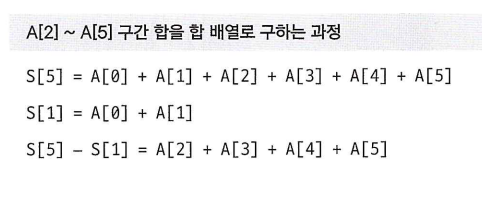 A[2] ~ A[5] 구간 합을 합 배열로 구하는 과정
S[5] = A[0] + A[1] + A[2] + A[3] + A[4] + A[5]
S[1] = A[0] + A[1]
S[5] – S[1] = A[2] + A[3] + A[4] + A[5]